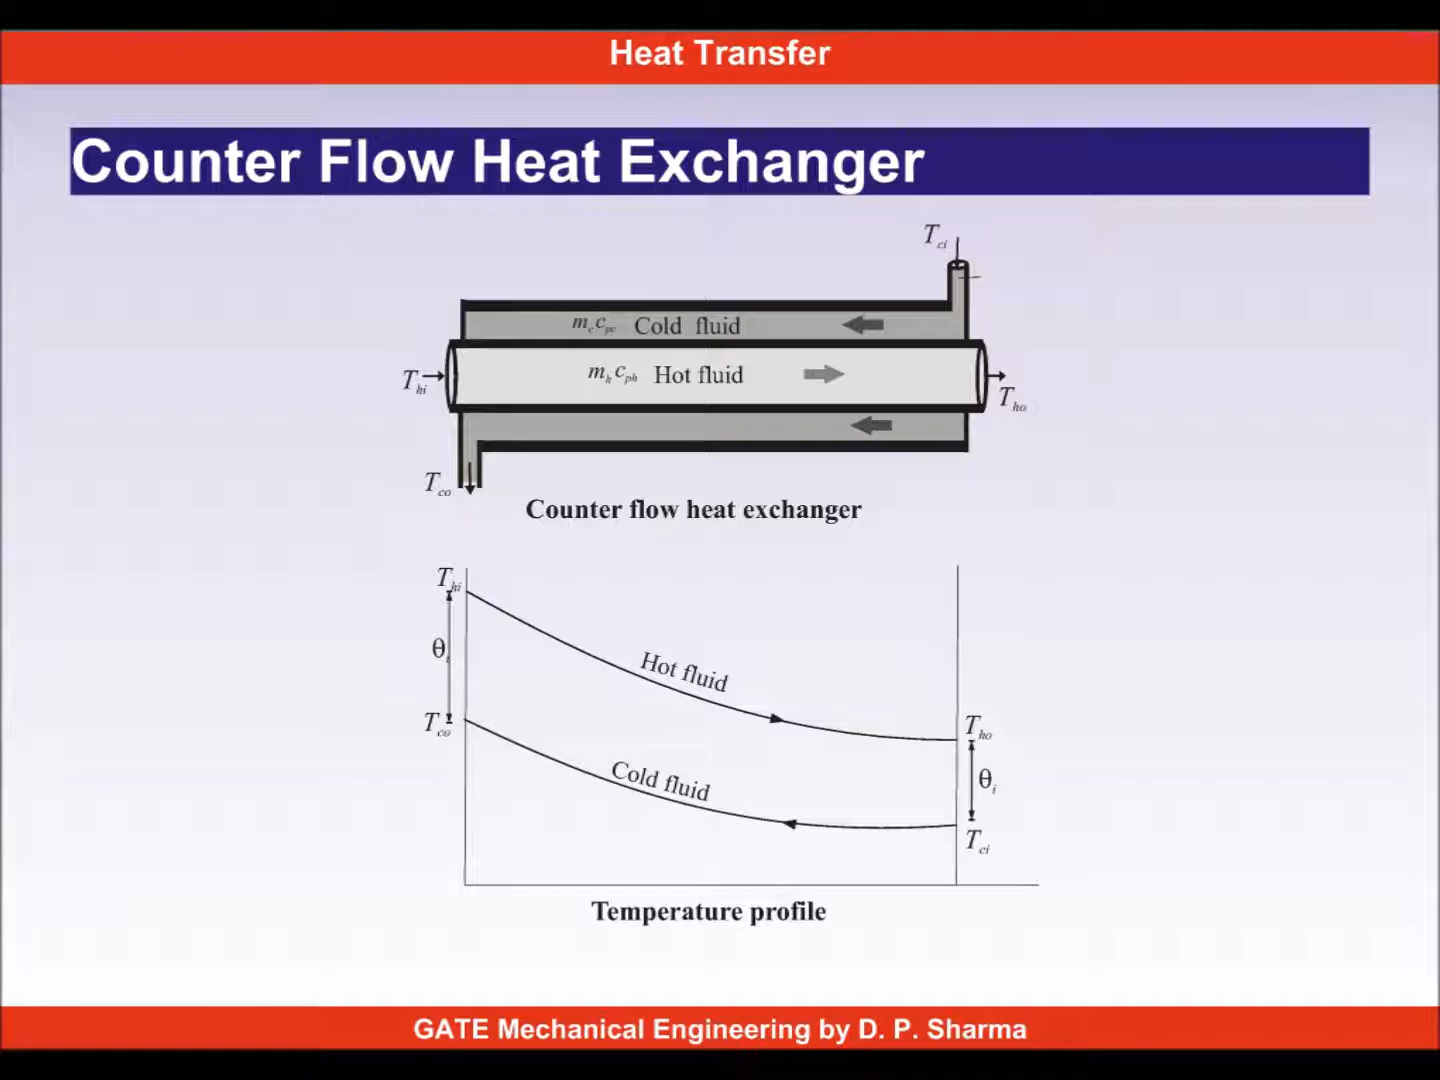 Heat Transfer
Counter Flow Heat Exchanger
T_ci
m_c c_pc Cold fluid
m_h c_ph Hot fluid
T_hi
T_ho
T_co
Counter flow heat exchanger
T_hi
θ_i
Hot fluid
T_co
T_ho
Cold fluid
θ_i
T_ci
Temperature profile
GATE Mechanical Engineering by D. P. Sharma